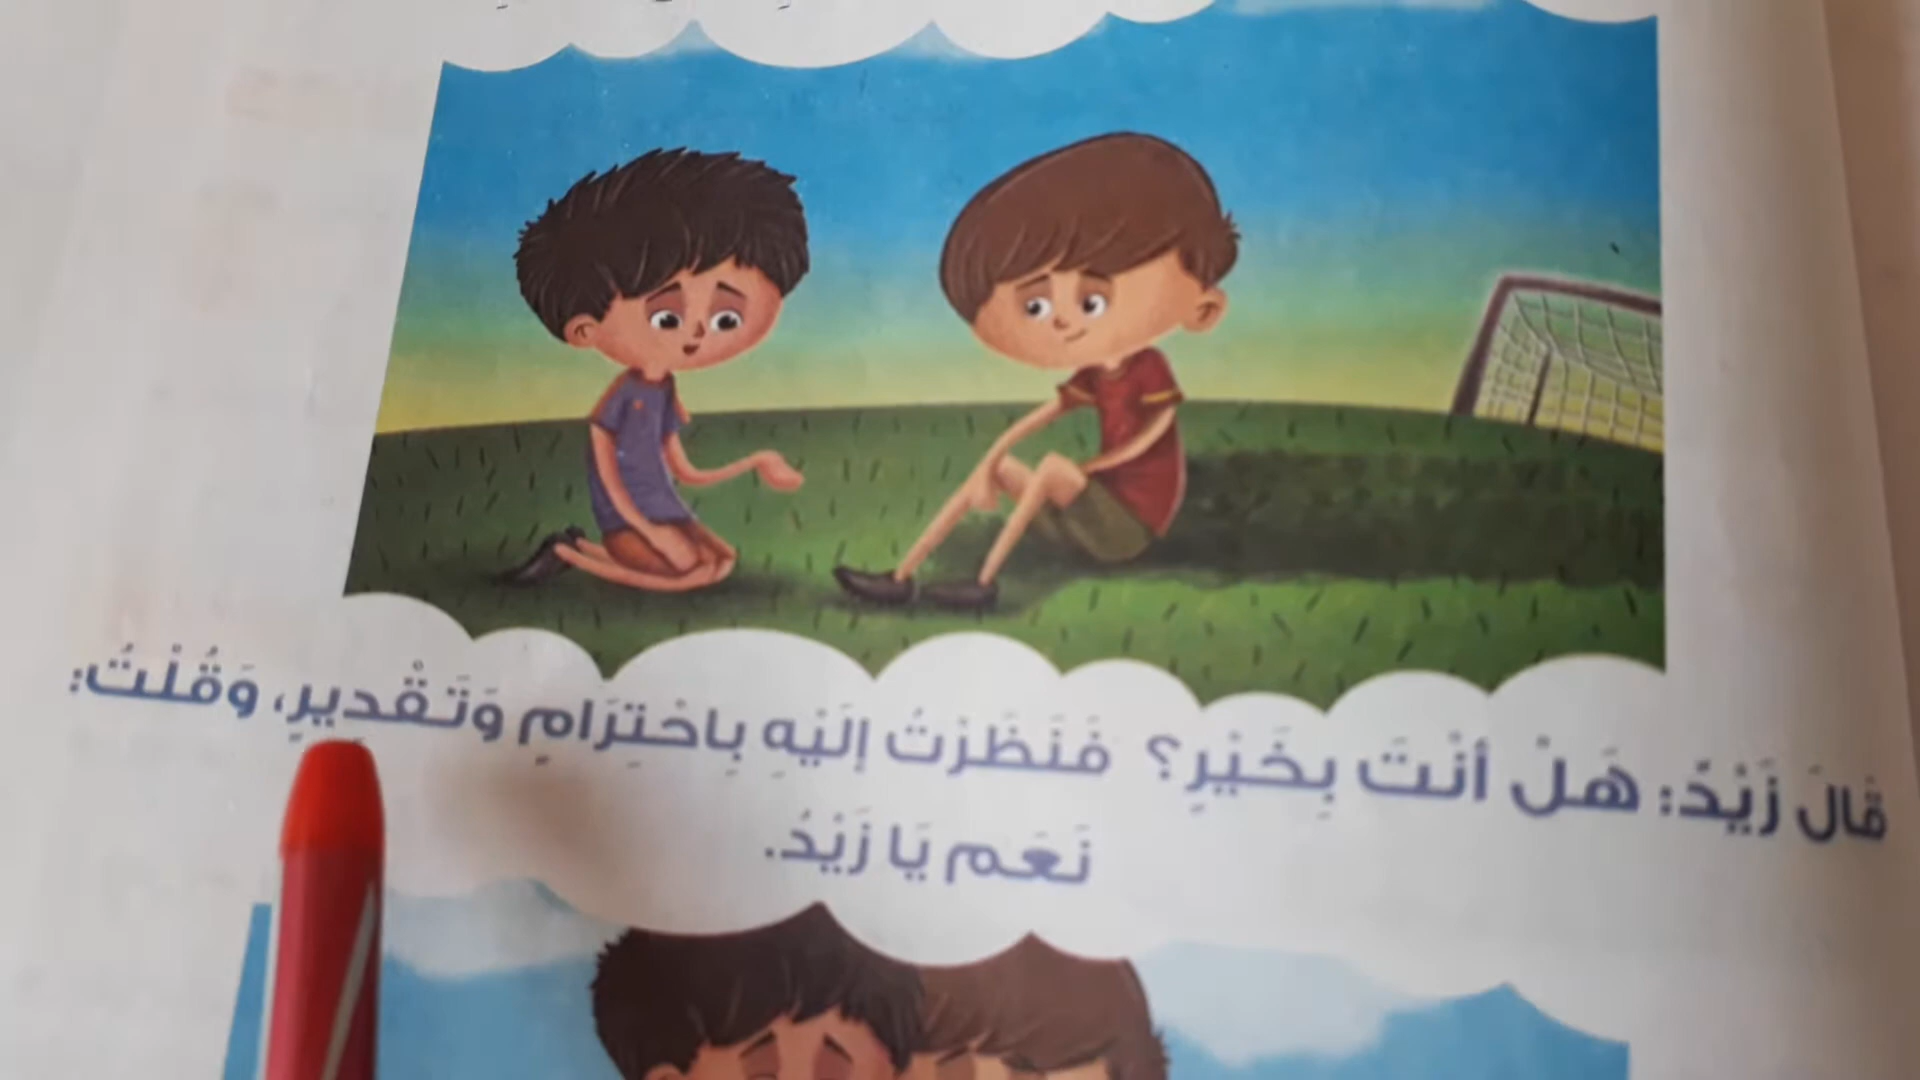 قَالَ زَيْدٌ: هَلْ أَنْتَ بِخَيْرٍ؟ فَنَظَرْتُ إِلَيْهِ بِاحْتِرَامٍ وَتَقْدِيرٍ، وَقُلْتُ:
نَعَم يَا زَيْدُ.